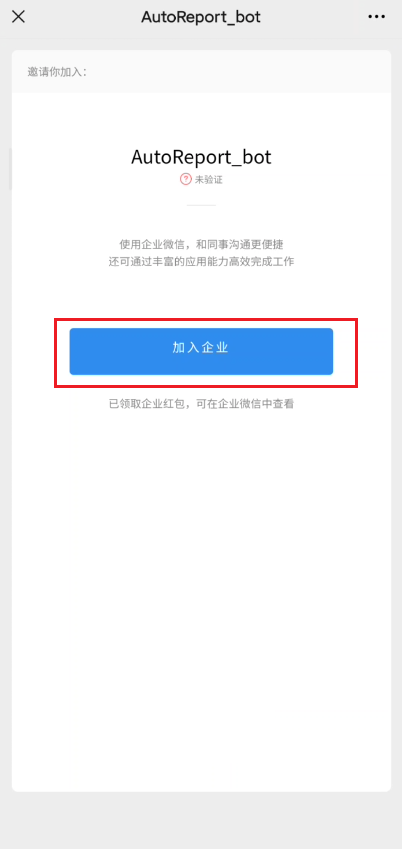 AutoReport_bot
邀请你加入：
AutoReport_bot
未验证
使用企业微信，和同事沟通更便捷
还可通过丰富的应用能力高效完成工作
加入企业
已领取企业红包，可在企业微信中查看